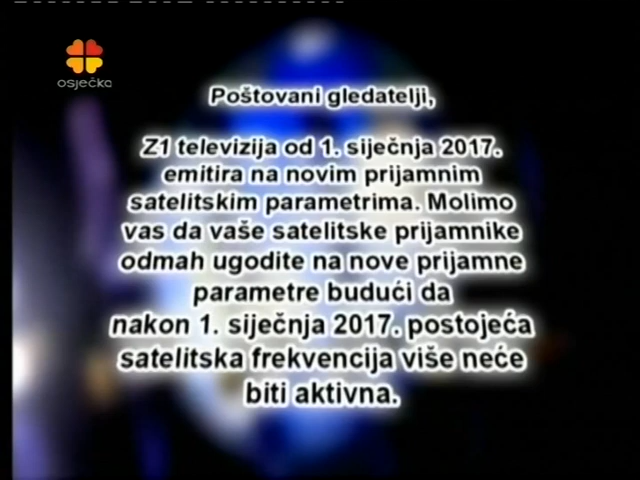 osječka
Poštovani gledatelji,
Z1 televizija od 1. siječnja 2017.
emitira na novim prijamnim
satelitskim parametrima. Molimo
vas da vaše satelitske prijamnike
odmah ugodite na nove prijamne
parametre budući da
nakon 1. siječnja 2017. postojeća
satelitska frekvencija više neće
biti aktivna.